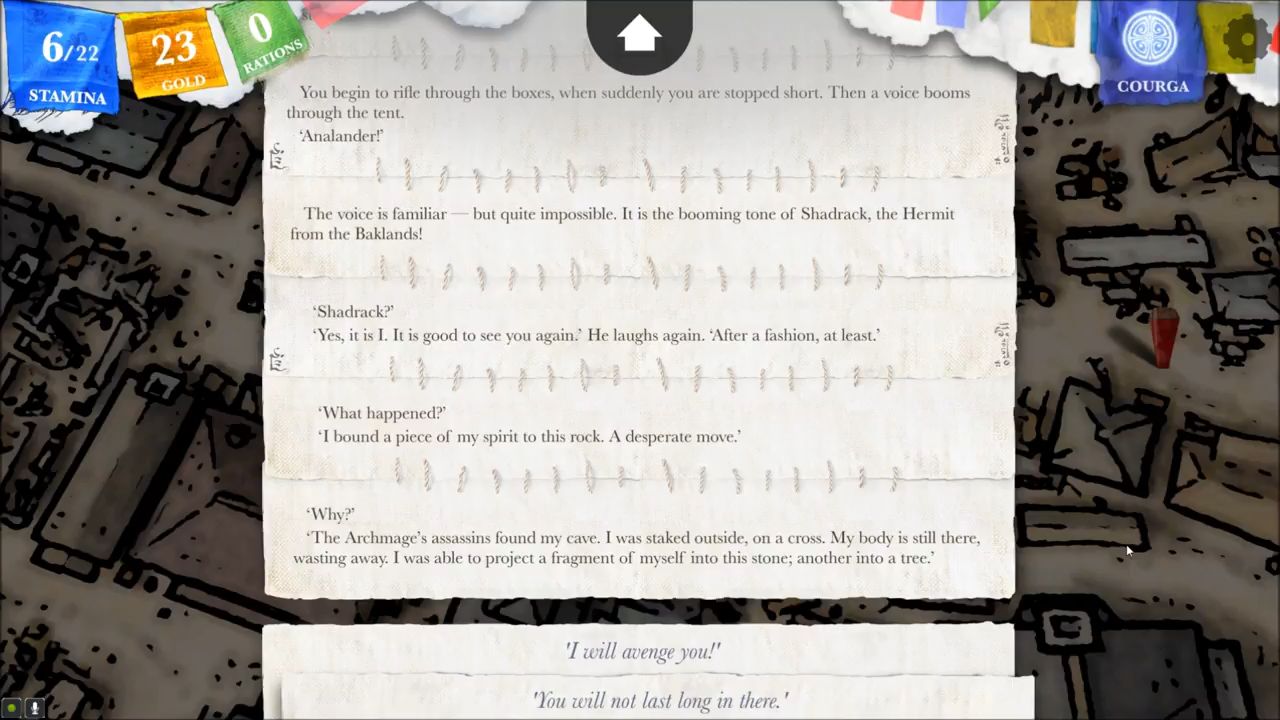 6/22
STAMINA
23
GOLD
0
RATIONS
COURGA
You begin to rifle through the boxes, when suddenly you are stopped short. Then a voice booms
through the tent.
‘Analander!’
The voice is familiar — but quite impossible. It is the booming tone of Shadrack, the Hermit
from the Baklands!
‘Shadrack?’
‘Yes, it is I. It is good to see you again.’ He laughs again. ‘After a fashion, at least.’
‘What happened?’
‘I bound a piece of my spirit to this rock. A desperate move.’
‘Why?’
‘The Archmage’s assassins found my cave. I was staked outside, on a cross. My body is still there,
wasting away. I was able to project a fragment of myself into this stone; another into a tree.’
'I will avenge you!'
'You will not last long in there.'